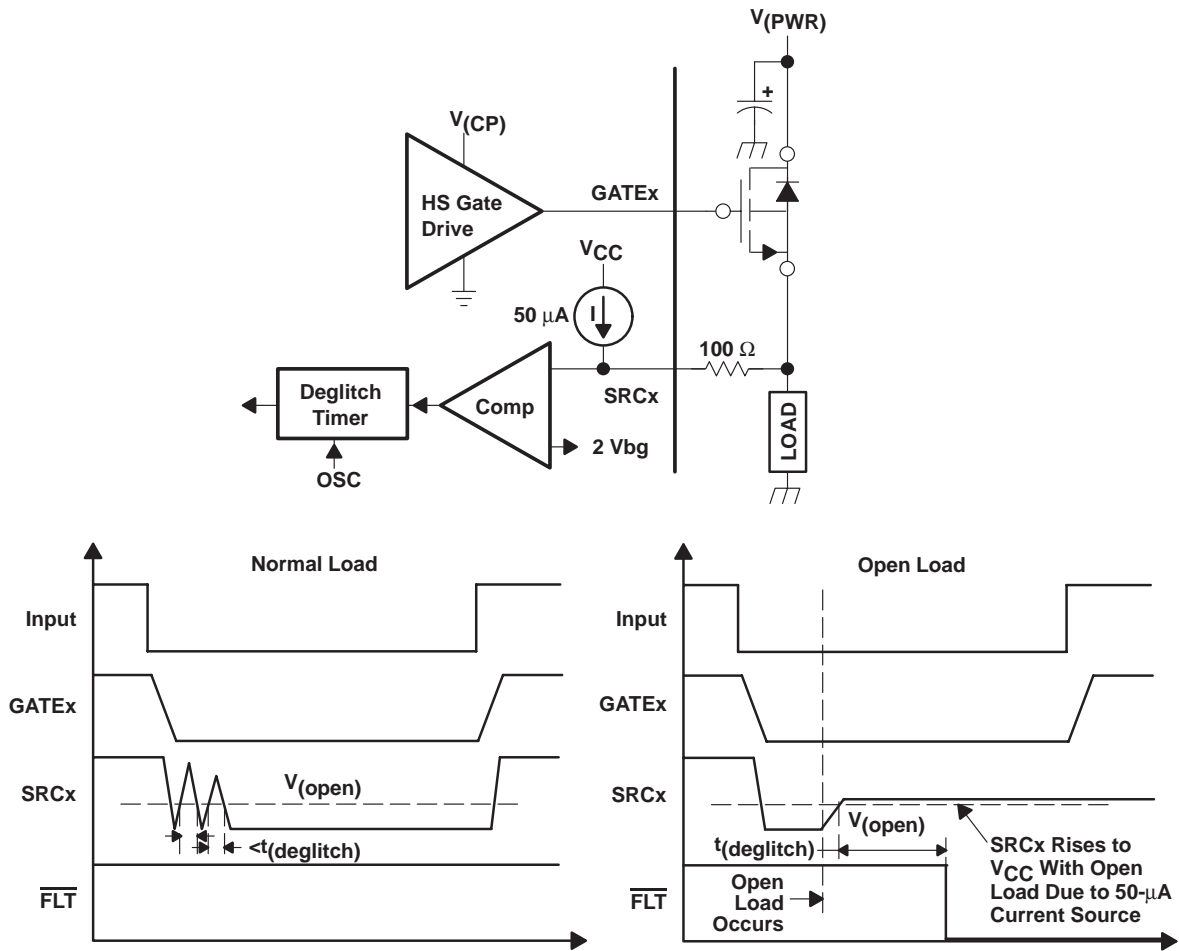 V(PWR)
+
V(CP)
HS Gate
Drive
GATEx
VCC
50 μA
I
100 Ω
SRCx
Deglitch
Timer
Comp
2 Vbg
OSC
LOAD
Normal Load
Input
GATEx
SRCx
V(open)
<t(deglitch)
FLT
Open Load
Input
GATEx
SRCx
V(open)
t(deglitch)
SRCx Rises to
VCC With Open
Load Due to 50-μA
Current Source
Open
Load
Occurs
FLT